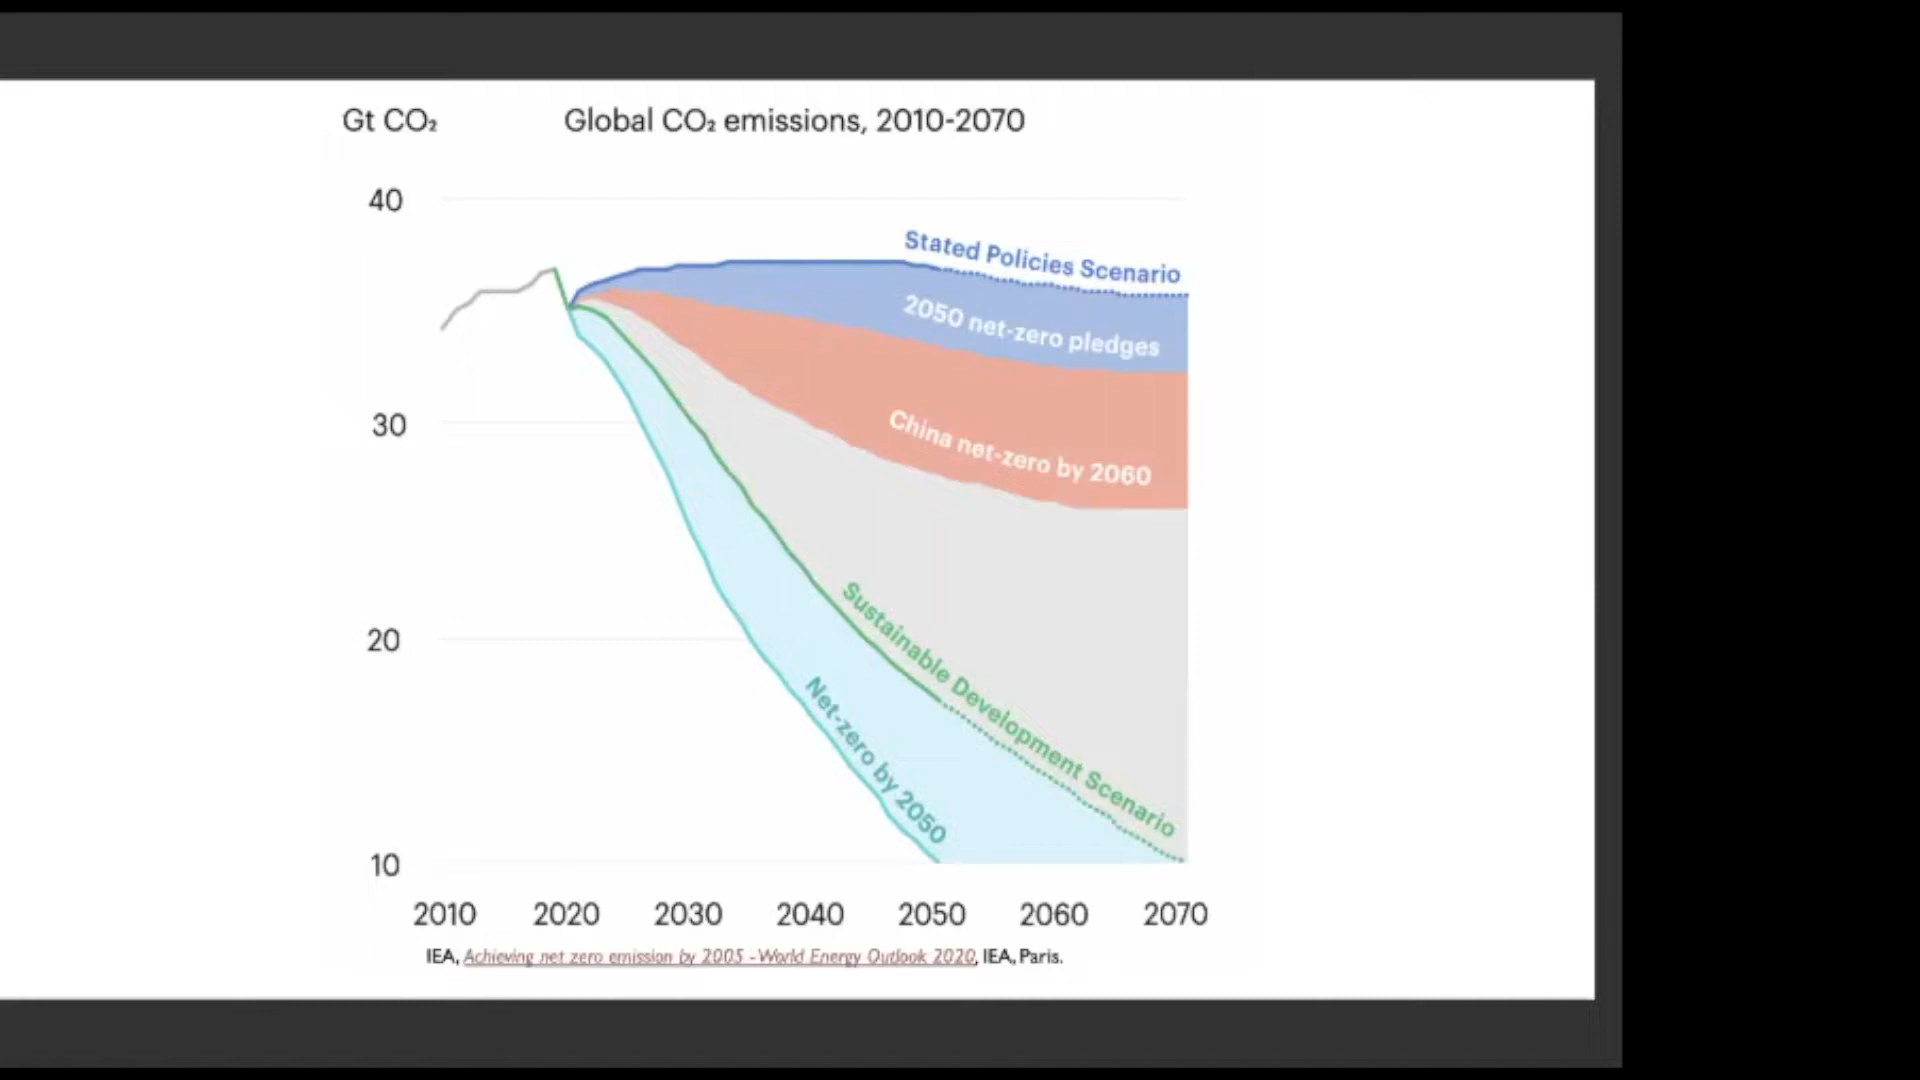 Gt CO₂
Global CO₂ emissions, 2010-2070
40
Stated Policies Scenario
2050 net-zero pledges
30
China net-zero by 2060
Sustainable Development Scenario
20
Net-zero by 2050
10
2010 2020 2030 2040 2050 2060 2070
IEA, Achieving net zero emission by 2005 - World Energy Outlook 2020, IEA, Paris.